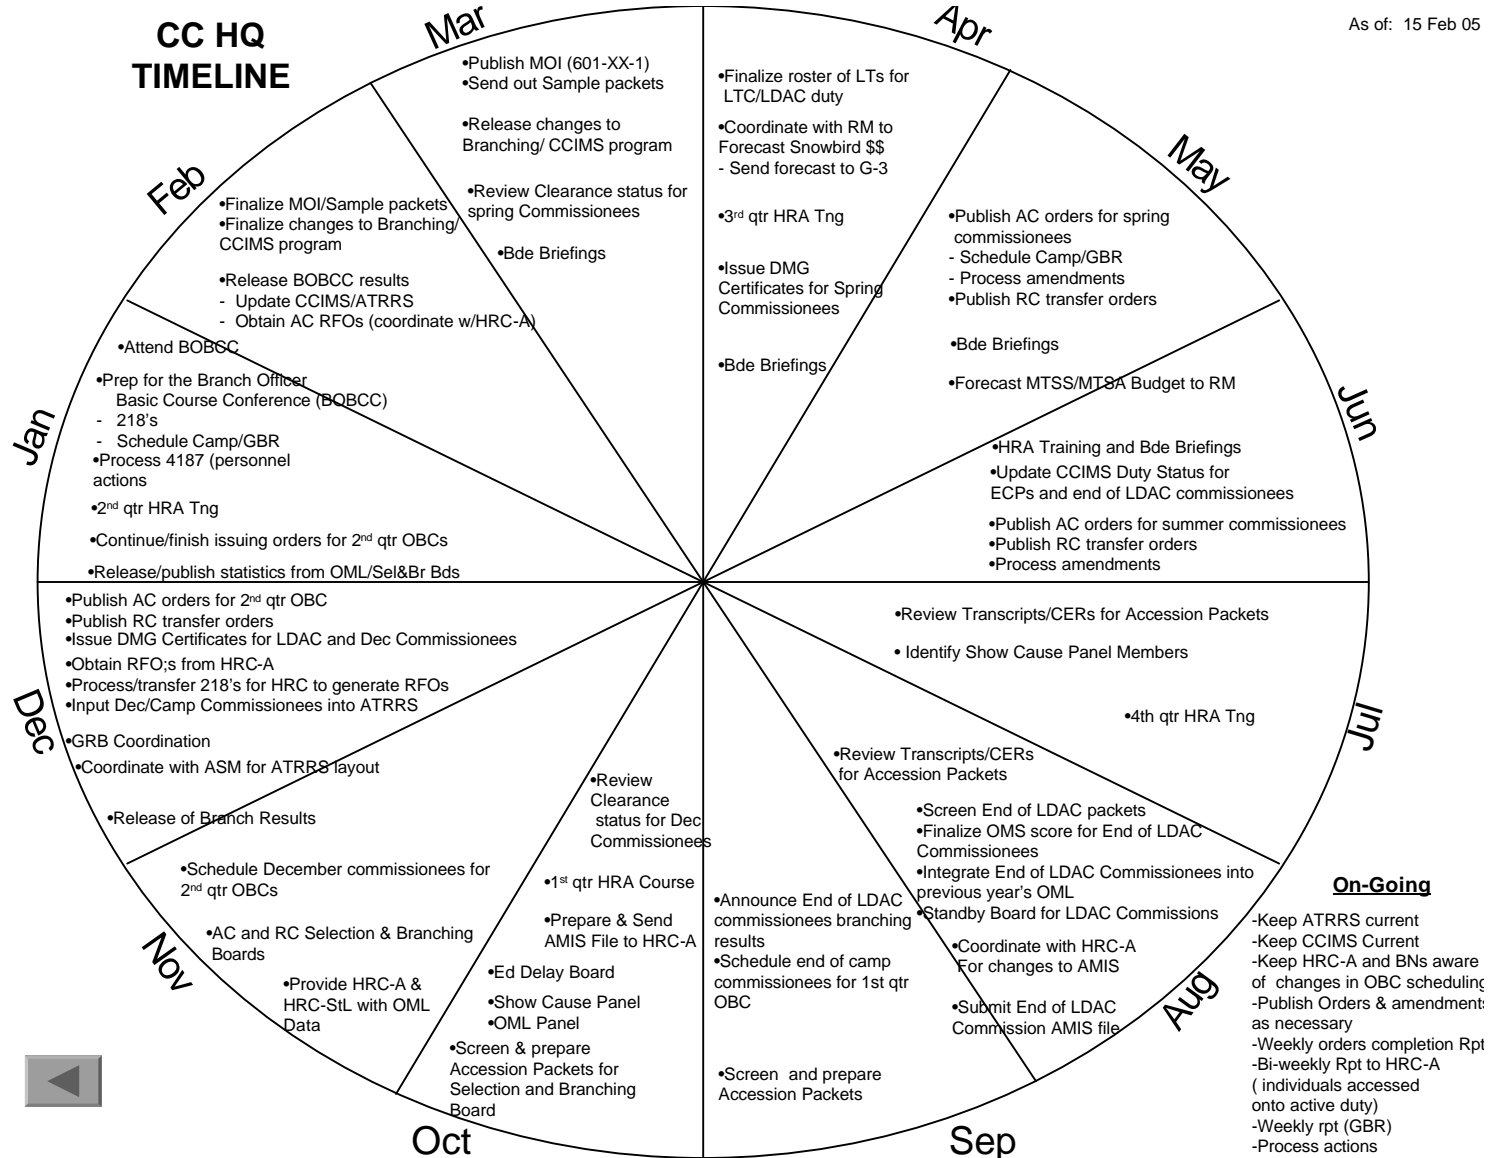 CC HQ
TIMELINE
As of:  15 Feb 05
Mar
•Publish MOI (601-XX-1)
•Send out Sample packets
•Release changes to
Branching/ CCIMS program
•Review Clearance status for
spring Commissionees
•Bde Briefings
Apr
•Finalize roster of LTs for
LTC/LDAC duty
•Coordinate with RM to
Forecast Snowbird $$
- Send forecast to G-3
•3rd qtr HRA Tng
•Issue DMG
Certificates for Spring
Commissionees
•Bde Briefings
May
•Publish AC orders for spring
commissionees
- Schedule Camp/GBR
- Process amendments
•Publish RC transfer orders
•Bde Briefings
•Forecast MTSS/MTSA Budget to RM
Jun
•HRA Training and Bde Briefings
•Update CCIMS Duty Status for
ECPs and end of LDAC commissionees
•Publish AC orders for summer commissionees
•Publish RC transfer orders
•Process amendments
Jul
•Review Transcripts/CERs for Accession Packets
• Identify Show Cause Panel Members
•4th qtr HRA Tng
Aug
•Review Transcripts/CERs
for Accession Packets
•Screen End of LDAC packets
•Finalize OMS score for End of LDAC
Commissionees
•Integrate End of LDAC Commissionees into
previous year's OML
•Standby Board for LDAC Commissions
•Coordinate with HRC-A
For changes to AMIS
•Submit End of LDAC
Commission AMIS file
Sep
•Announce End of LDAC
commissionees branching
results
•Schedule end of camp
commissionees for 1st qtr
OBC
•Screen  and prepare
Accession Packets
Oct
•Review
Clearance
status for Dec
Commissionees
•1st qtr HRA Course
•Prepare & Send
AMIS File to HRC-A
•Ed Delay Board
•Show Cause Panel
•OML Panel
•Screen & prepare
Accession Packets for
Selection and Branching
Board
Nov
•Schedule December commissionees for
2nd qtr OBCs
•AC and RC Selection & Branching
Boards
•Provide HRC-A &
HRC-StL with OML
Data
Dec
•Publish AC orders for 2nd qtr OBC
•Publish RC transfer orders
•Issue DMG Certificates for LDAC and Dec Commissionees
•Obtain RFO;s from HRC-A
•Process/transfer 218's for HRC to generate RFOs
•Input Dec/Camp Commissionees into ATRRS
•GRB Coordination
•Coordinate with ASM for ATRRS layout
•Release of Branch Results
Jan
•Attend BOBCC
•Prep for the Branch Officer
Basic Course Conference (BOBCC)
- 218's
- Schedule Camp/GBR
•Process 4187 (personnel
actions
•2nd qtr HRA Tng
•Continue/finish issuing orders for 2nd qtr OBCs
•Release/publish statistics from OML/Sel&Br Bds
Feb
•Finalize MOI/Sample packets
•Finalize changes to Branching/
CCIMS program
•Release BOBCC results
- Update CCIMS/ATRRS
- Obtain AC RFOs (coordinate w/HRC-A)
On-Going
-Keep ATRRS current
-Keep CCIMS Current
-Keep HRC-A and BNs aware
of  changes in OBC scheduling
-Publish Orders & amendments
as necessary
-Weekly orders completion Rpt
-Bi-weekly Rpt to HRC-A
( individuals accessed
onto active duty)
-Weekly rpt (GBR)
-Process actions